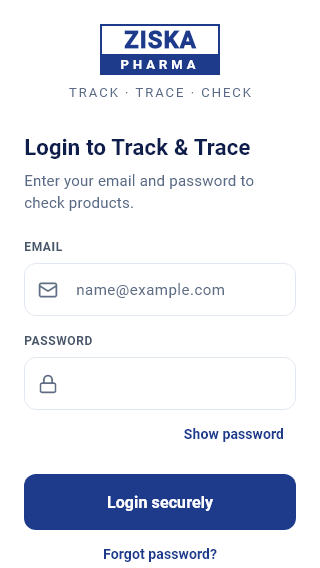 ZISKA
PHARMA
TRACK · TRACE · CHECK
Login to Track & Trace
Enter your email and password to
check products.
EMAIL
name@example.com
PASSWORD
Show password
Login securely
Forgot password?